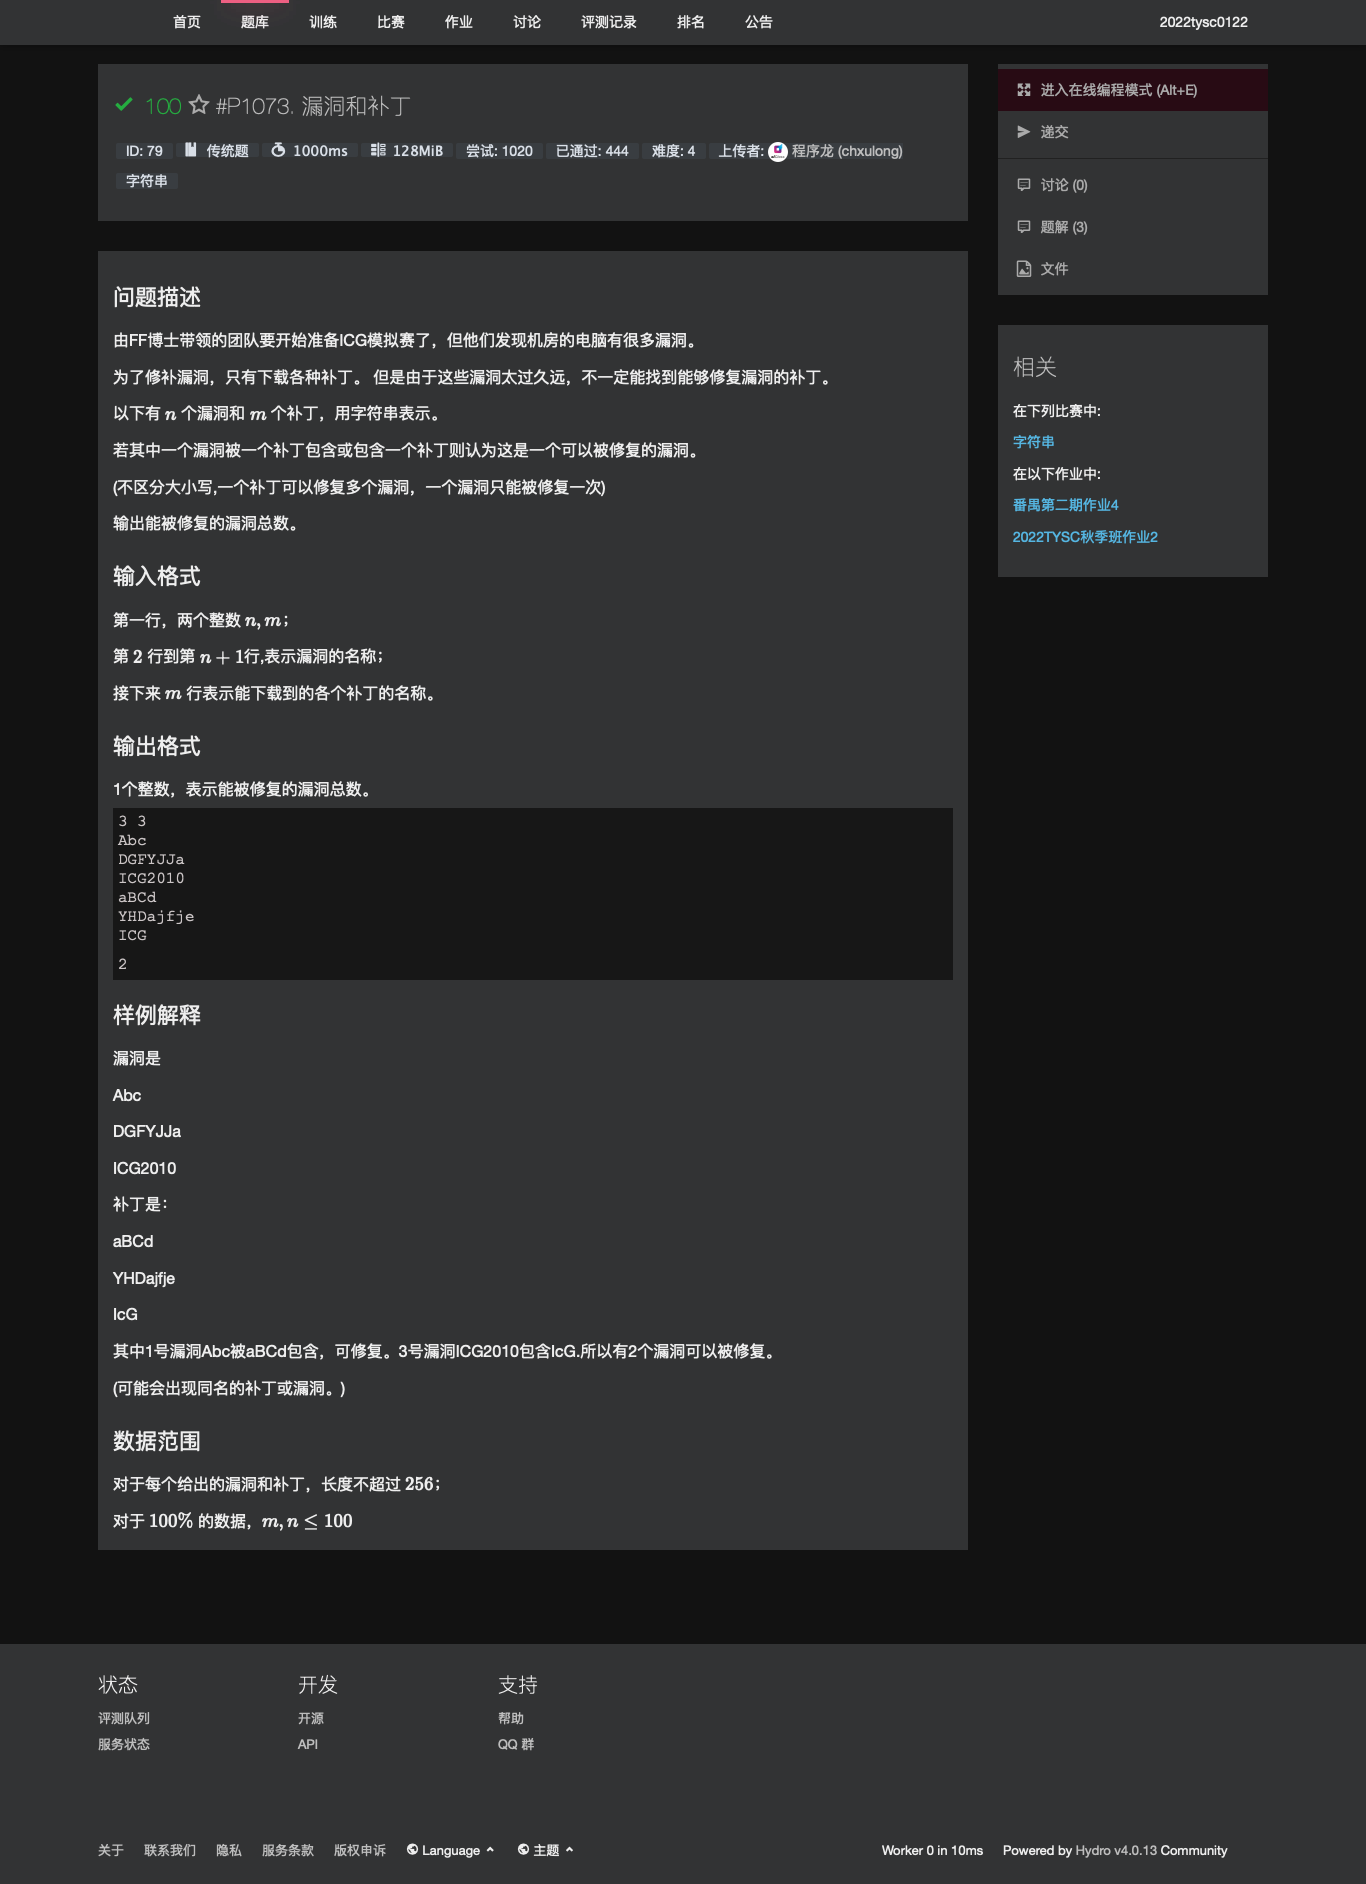 首页 题库 训练 比赛 作业 讨论 评测记录 排名 公告 2022tysc0122
100 #P1073. 漏洞和补丁
ID: 79 传统题 1000ms 128MiB 尝试: 1020 已通过: 444 难度: 4 上传者: 程序龙 (chxulong)
字符串
问题描述
由FF博士带领的团队要开始准备ICG模拟赛了，但他们发现机房的电脑有很多漏洞。
为了修补漏洞，只有下载各种补丁。 但是由于这些漏洞太过久远，不一定能找到能够修复漏洞的补丁。
以下有 n 个漏洞和 m 个补丁，用字符串表示。
若其中一个漏洞被一个补丁包含或包含一个补丁则认为这是一个可以被修复的漏洞。
(不区分大小写,一个补丁可以修复多个漏洞，一个漏洞只能被修复一次)
输出能被修复的漏洞总数。
输入格式
第一行，两个整数 n, m；
第 2 行到第 n + 1行,表示漏洞的名称；
接下来 m 行表示能下载到的各个补丁的名称。
输出格式
1个整数，表示能被修复的漏洞总数。
3 3
Abc
DGFYJJa
ICG2010
aBCd
YHDajfje
ICG
2
样例解释
漏洞是
Abc
DGFYJJa
ICG2010
补丁是：
aBCd
YHDajfje
IcG
其中1号漏洞Abc被aBCd包含，可修复。3号漏洞ICG2010包含IcG.所以有2个漏洞可以被修复。
(可能会出现同名的补丁或漏洞。)
数据范围
对于每个给出的漏洞和补丁，长度不超过 256；
对于 100% 的数据，m, n ≤ 100
进入在线编程模式 (Alt+E)
递交
讨论 (0)
题解 (3)
文件
相关
在下列比赛中:
字符串
在以下作业中:
番禺第二期作业4
2022TYSC秋季班作业2
状态 开发 支持
评测队列 开源 帮助
服务状态 API QQ 群
关于 联系我们 隐私 服务条款 版权申诉 Language 主题 Worker 0 in 10ms Powered by Hydro v4.0.13 Community